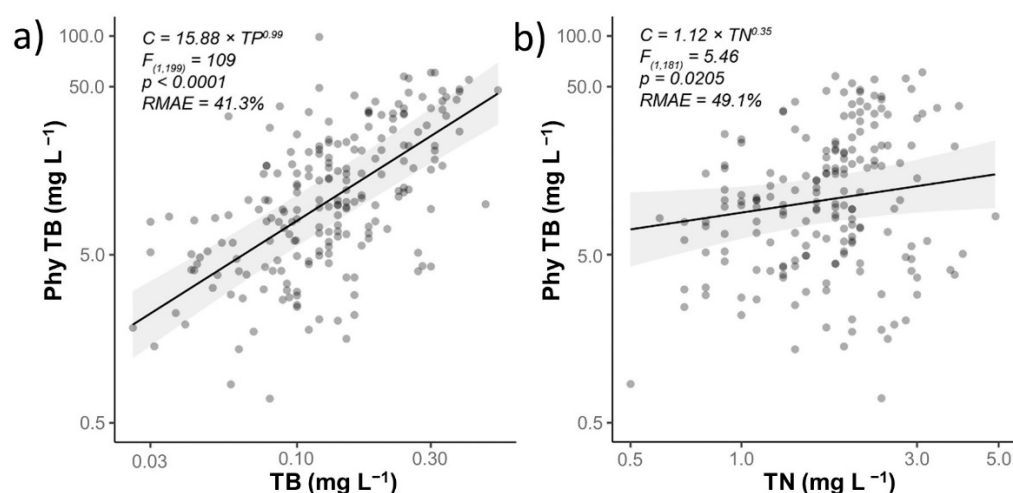 a)
C = 15.88 × TP^0.99
F(1,199) = 109
p < 0.0001
RMAE = 41.3%
100.0
50.0
5.0
0.5
Phy TB (mg L⁻¹)
0.03
0.10
0.30
TB (mg L⁻¹)
b)
C = 1.12 × TN^0.35
F(1,181) = 5.46
p = 0.0205
RMAE = 49.1%
100.0
50.0
5.0
0.5
Phy TB (mg L⁻¹)
0.5
1.0
3.0
5.0
TN (mg L⁻¹)